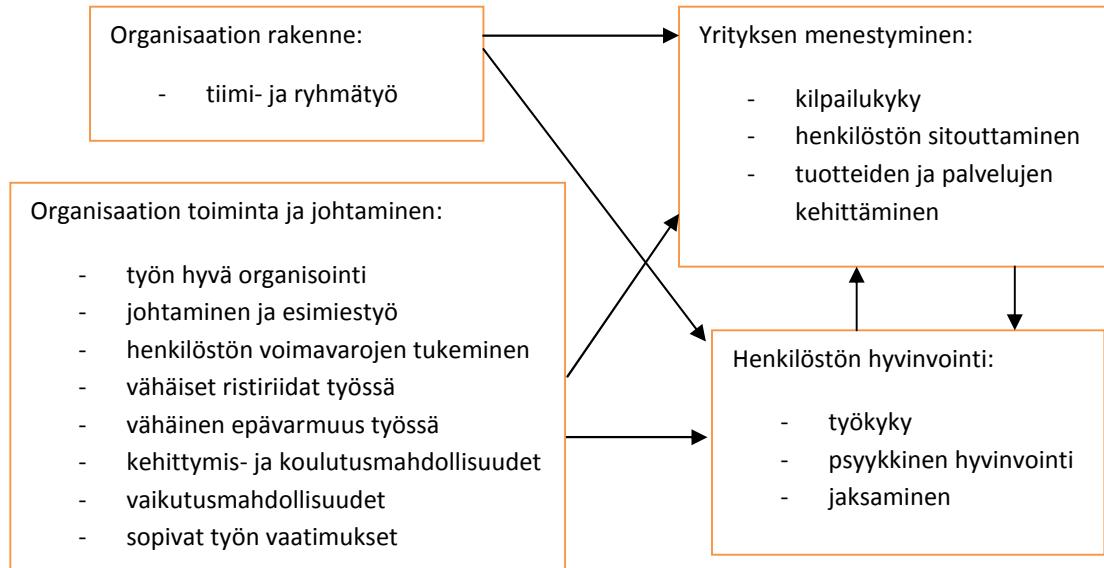 Organisaation rakenne:
- tiimi- ja ryhmätyö
Yrityksen menestyminen:
- kilpailukyky
- henkilöstön sitouttaminen
- tuotteiden ja palvelujen
kehittäminen
Organisaation toiminta ja johtaminen:
- työn hyvä organisointi
- johtaminen ja esimiestyö
- henkilöstön voimavarojen tukeminen
- vähäiset ristiriidat työssä
- vähäinen epävarmuus työssä
- kehittymis- ja koulutusmahdollisuudet
- vaikutusmahdollisuudet
- sopivat työn vaatimukset
Henkilöstön hyvinvointi:
- työkyky
- psyykkinen hyvinvointi
- jaksaminen